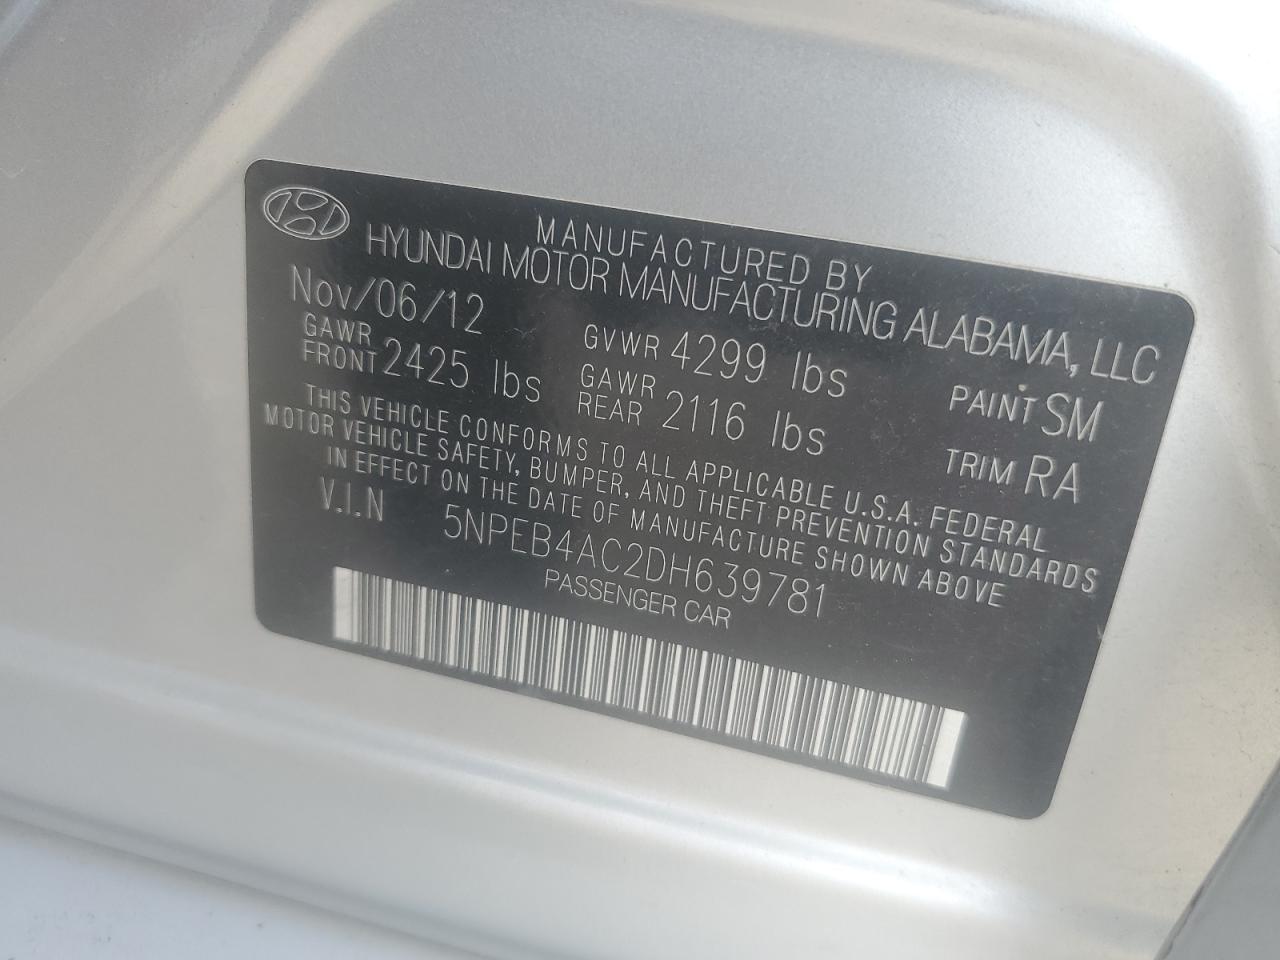 MANUFACTURED BY
HYUNDAI MOTOR MANUFACTURING ALABAMA, LLC
Nov/06/12 GVWR 4299 lbs PAINT SM
GAWR FRONT 2425 lbs GAWR REAR 2116 lbs TRIM RA
THIS VEHICLE CONFORMS TO ALL APPLICABLE U.S.A. FEDERAL
MOTOR VEHICLE SAFETY, BUMPER, AND THEFT PREVENTION STANDARDS
IN EFFECT ON THE DATE OF MANUFACTURE SHOWN ABOVE
V.I.N 5NPEB4AC2DH639781
PASSENGER CAR